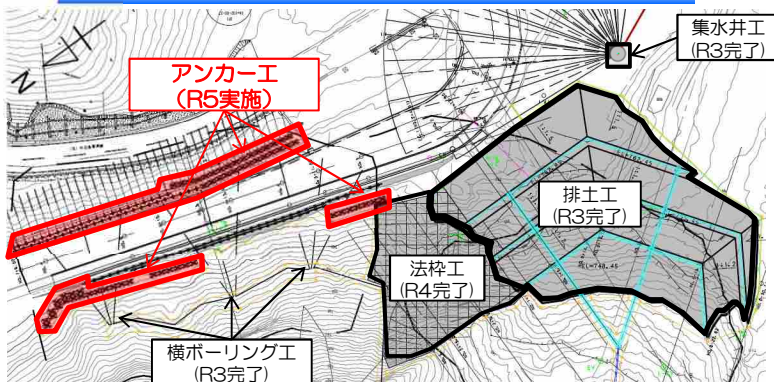 集水井工
(R3完了)
アンカー工
(R5実施)
排土工
(R3完了)
法枠工
(R4完了)
横ボーリング工
(R3完了)